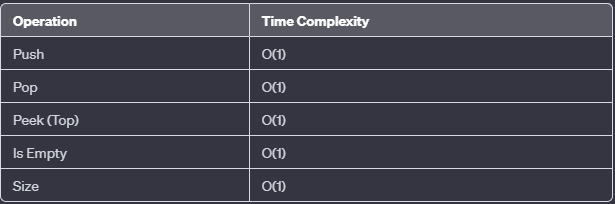 Operation Time Complexity
Push O(1)
Pop O(1)
Peek (Top) O(1)
Is Empty O(1)
Size O(1)